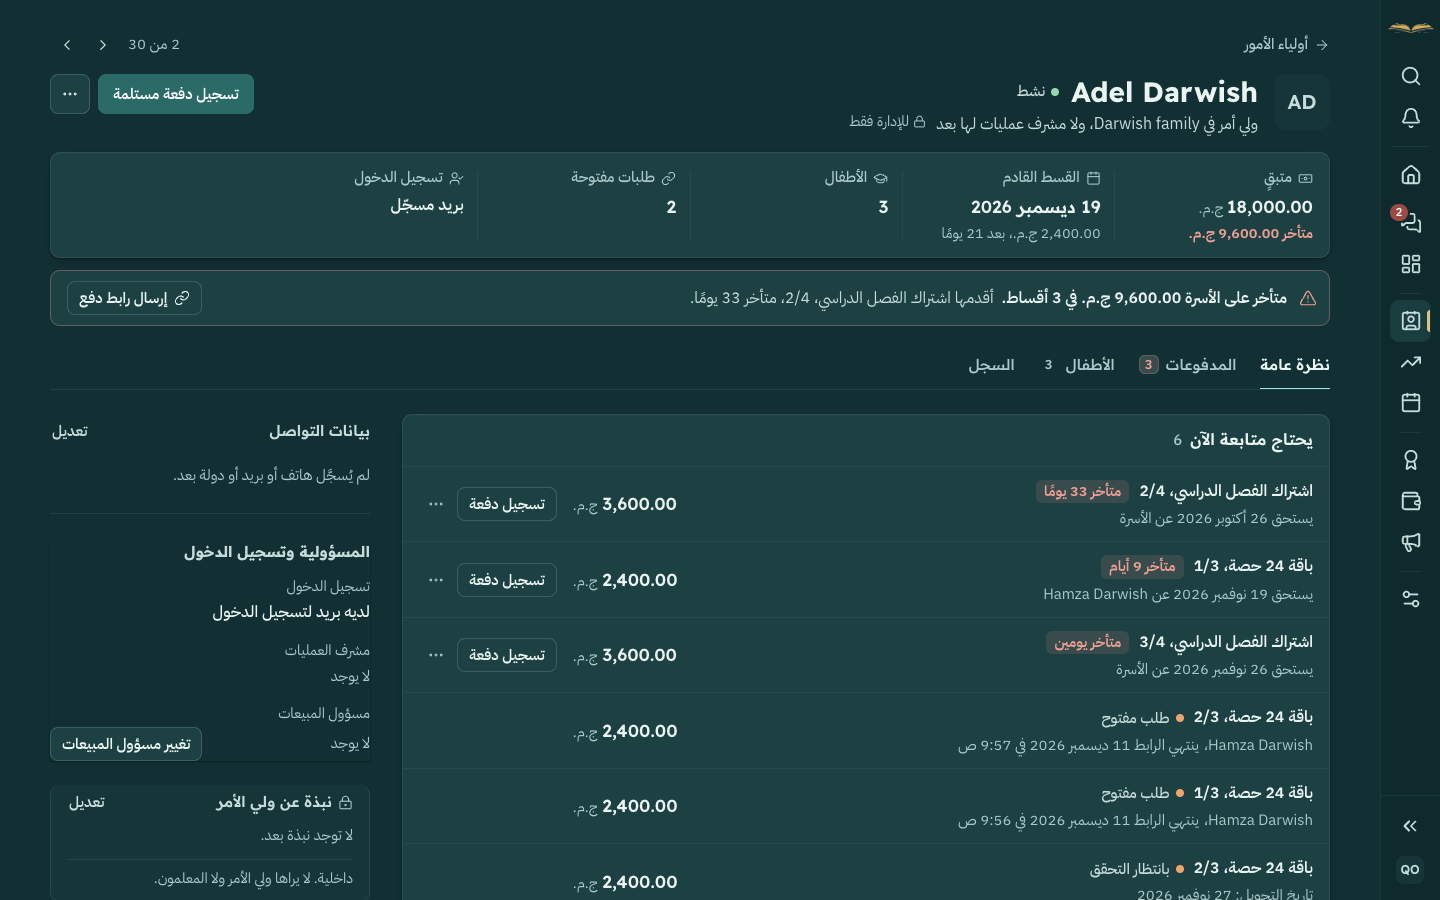 أولياء الأمور
2 من 30
AD
Adel Darwish
نشط
ولي أمر في Darwish family، ولا مشرف عمليات لها بعد
للإدارة فقط
تسجيل دفعة مستلمة
متبقٍ
18,000.00 ج.م.
متأخر 9,600.00 ج.م.
القسط القادم
19 ديسمبر 2026
2,400.00 ج.م.، بعد 21 يومًا
الأطفال
3
طلبات مفتوحة
2
تسجيل الدخول
بريد مسجّل
متأخر على الأسرة 9,600.00 ج.م. في 3 أقساط. أقدمها اشتراك الفصل الدراسي، 2/4، متأخر 33 يومًا.
إرسال رابط دفع
نظرة عامة
المدفوعات 3
الأطفال 3
السجل
يحتاج متابعة الآن 6
اشتراك الفصل الدراسي، 2/4 متأخر 33 يومًا
يستحق 26 أكتوبر 2026 عن الأسرة
3,600.00 ج.م.
تسجيل دفعة
باقة 24 حصة، 1/3 متأخر 9 أيام
يستحق 19 نوفمبر 2026 عن Hamza Darwish
2,400.00 ج.م.
تسجيل دفعة
اشتراك الفصل الدراسي، 3/4 متأخر يومين
يستحق 26 نوفمبر 2026 عن الأسرة
3,600.00 ج.م.
تسجيل دفعة
باقة 24 حصة، 2/3 طلب مفتوح
Hamza Darwish، ينتهي الرابط 11 ديسمبر 2026 في 9:57 ص
2,400.00 ج.م.
باقة 24 حصة، 1/3 طلب مفتوح
Hamza Darwish، ينتهي الرابط 11 ديسمبر 2026 في 9:56 ص
2,400.00 ج.م.
باقة 24 حصة، 2/3 بانتظار التحقق
تاريخ التحويل: 27 نوفمبر 2026
2,400.00 ج.م.
بيانات التواصل
تعديل
لم يُسجَّل هاتف أو بريد أو دولة بعد.
المسؤولية وتسجيل الدخول
تسجيل الدخول
لديه بريد لتسجيل الدخول
مشرف العمليات
لا يوجد
مسؤول المبيعات
لا يوجد
تغيير مسؤول المبيعات
نبذة عن ولي الأمر
تعديل
لا توجد نبذة بعد.
داخلية. لا يراها ولي الأمر ولا المعلمون.
2
QO